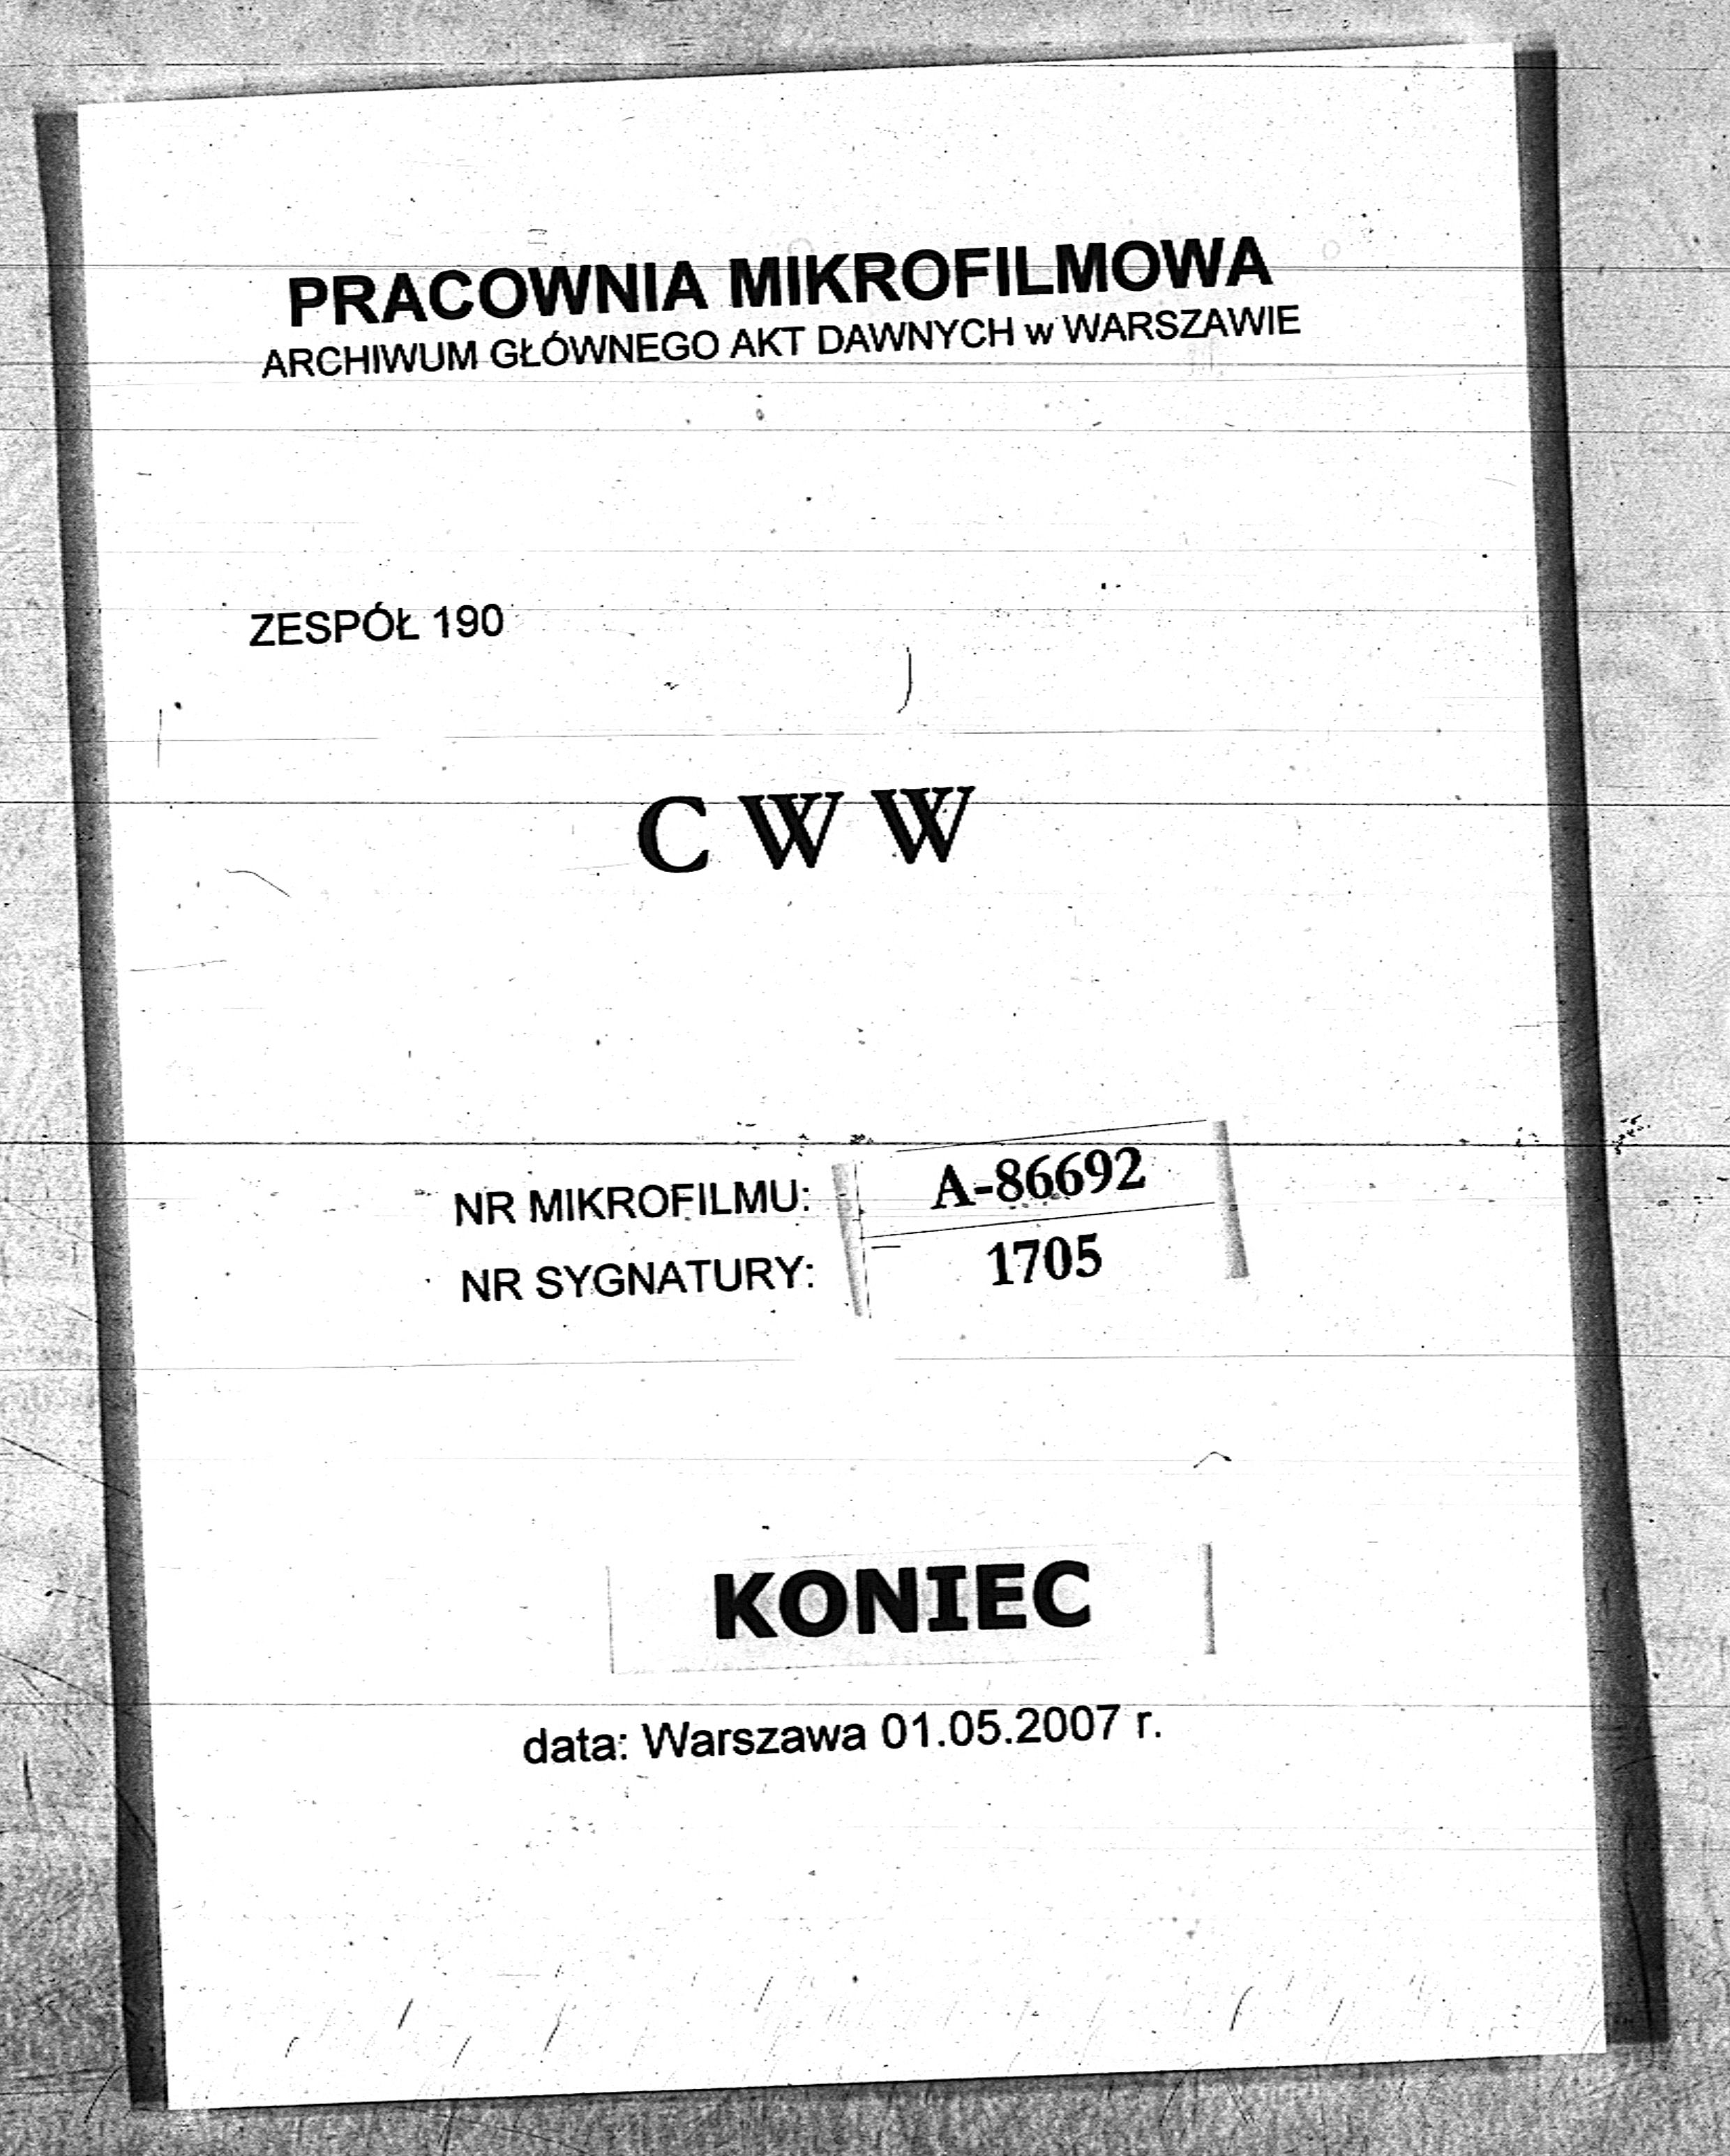 PRACOWNIA MIKROFILMOWA
ARCHIWUM GŁÓWNEGO AKT DAWNYCH w WARSZAWIE
ZESPÓŁ 190
C W W
NR MIKROFILMU: A-86692
NR SYGNATURY: 1705
KONIEC
data: Warszawa 01.05.2007 r.